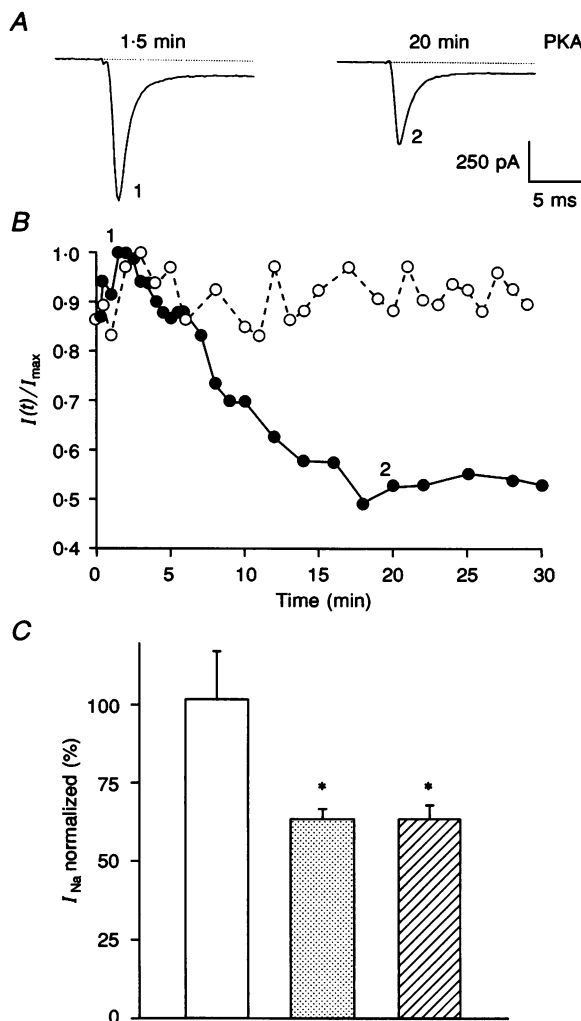 A
1·5 min
20 min
PKA
1
2
250 pA
5 ms
B
1
1·0
0·9
0·8
0·7
0·6
0·5
0·4
I(t)/Imax
2
0
5
10
15
20
25
30
Time (min)
C
100
75
50
25
0
INa normalized (%)
*
*